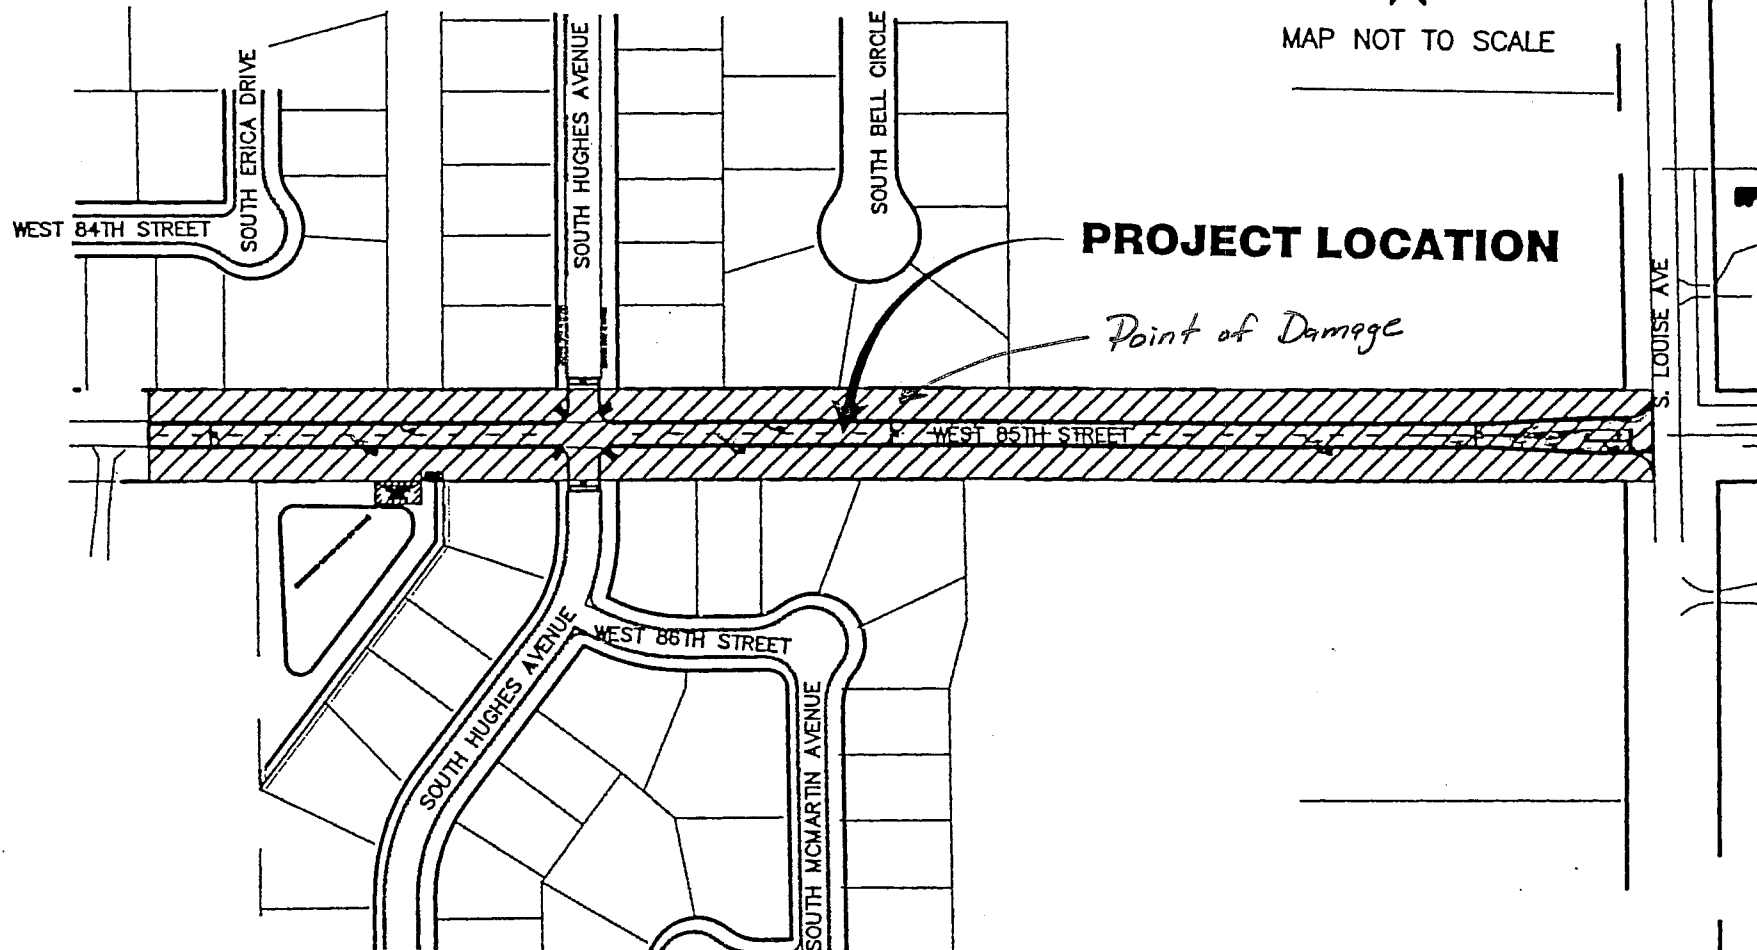 MAP NOT TO SCALE
SOUTH ERICA DRIVE
SOUTH HUGHES AVENUE
SOUTH BELL CIRCLE
WEST 84TH STREET
PROJECT LOCATION
Point of Damage
S. LOUISE AVE
WEST 85TH STREET
WEST 86TH STREET
SOUTH HUGHES AVENUE
SOUTH MCMARTIN AVENUE